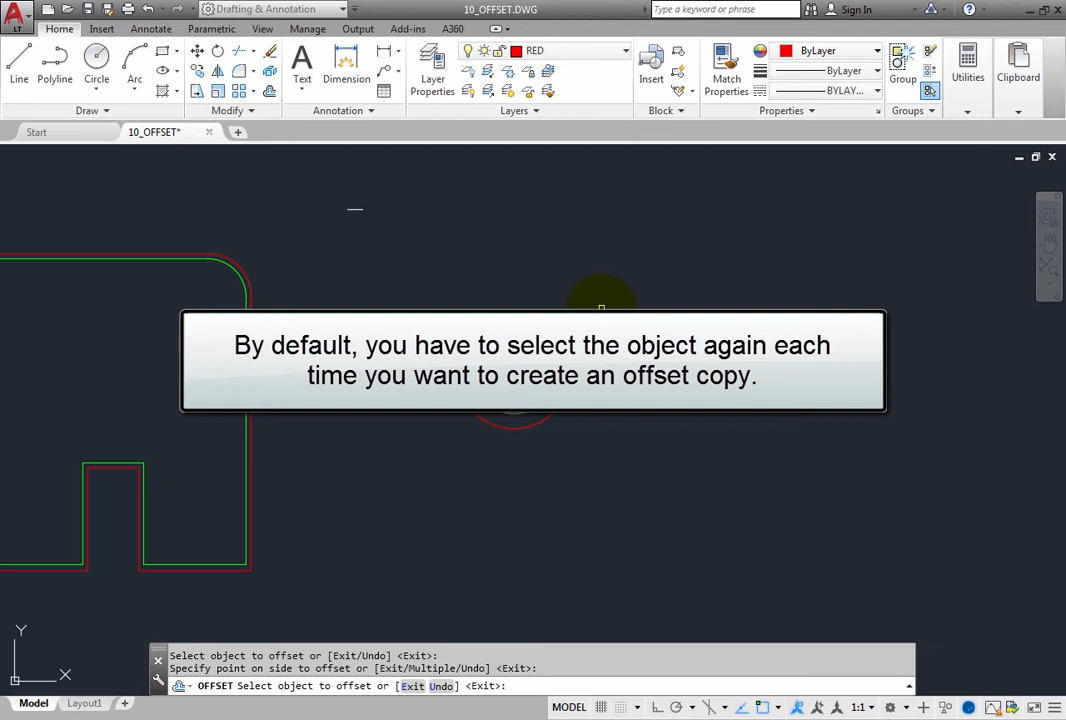 Drafting & Annotation
10_OFFSET.DWG
Type a keyword or phrase
Sign In
LT
Home Insert Annotate Parametric View Manage Output Add-ins A360
RED
ByLayer
Line Polyline Circle Arc Text Dimension Layer Properties Insert Match Properties ByLayer BYLAY... Group Utilities Clipboard
Draw Modify Annotation Layers Block Properties Groups
Start 10_OFFSET*
By default, you have to select the object again each
time you want to create an offset copy.
Y
X
Select object to offset or [Exit/Undo] <Exit>:
Specify point on side to offset or [Exit/Multiple/Undo] <Exit>:
OFFSET Select object to offset or [Exit Undo] <Exit>:
Model Layout1 MODEL 1:1